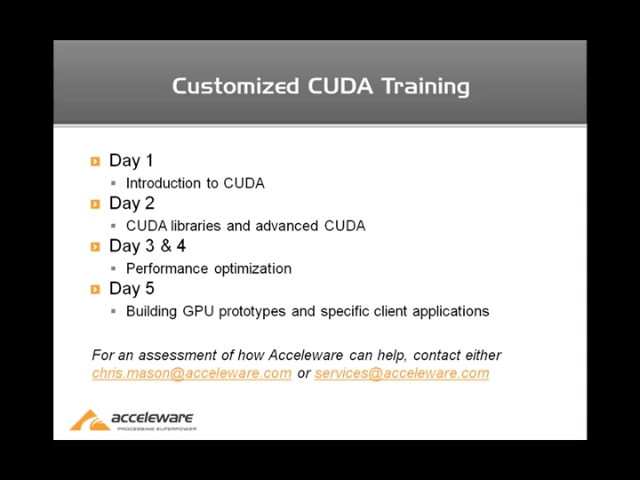 Customized CUDA Training
Day 1
Introduction to CUDA
Day 2
CUDA libraries and advanced CUDA
Day 3 & 4
Performance optimization
Day 5
Building GPU prototypes and specific client applications
For an assessment of how Acceleware can help, contact either
chris.mason@acceleware.com or services@acceleware.com
acceleware
PROCESSING SUPERPOWER